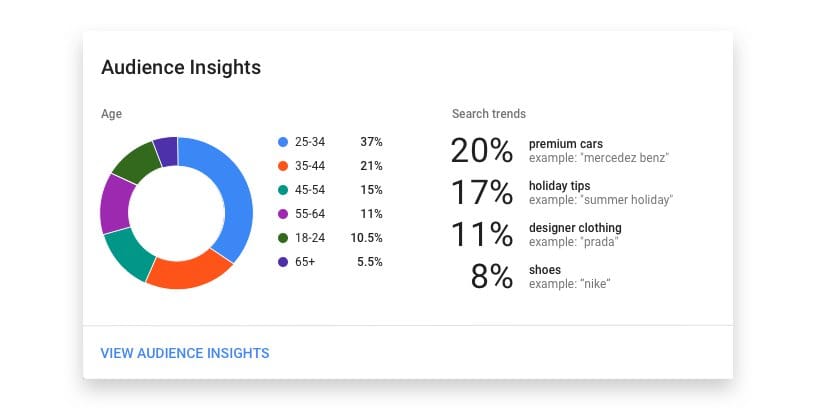 Audience Insights
Age
25-34 37%
35-44 21%
45-54 15%
55-64 11%
18-24 10.5%
65+ 5.5%
Search trends
20% premium cars
example: "mercedez benz"
17% holiday tips
example: "summer holiday"
11% designer clothing
example: "prada"
8% shoes
example: "nike"
VIEW AUDIENCE INSIGHTS